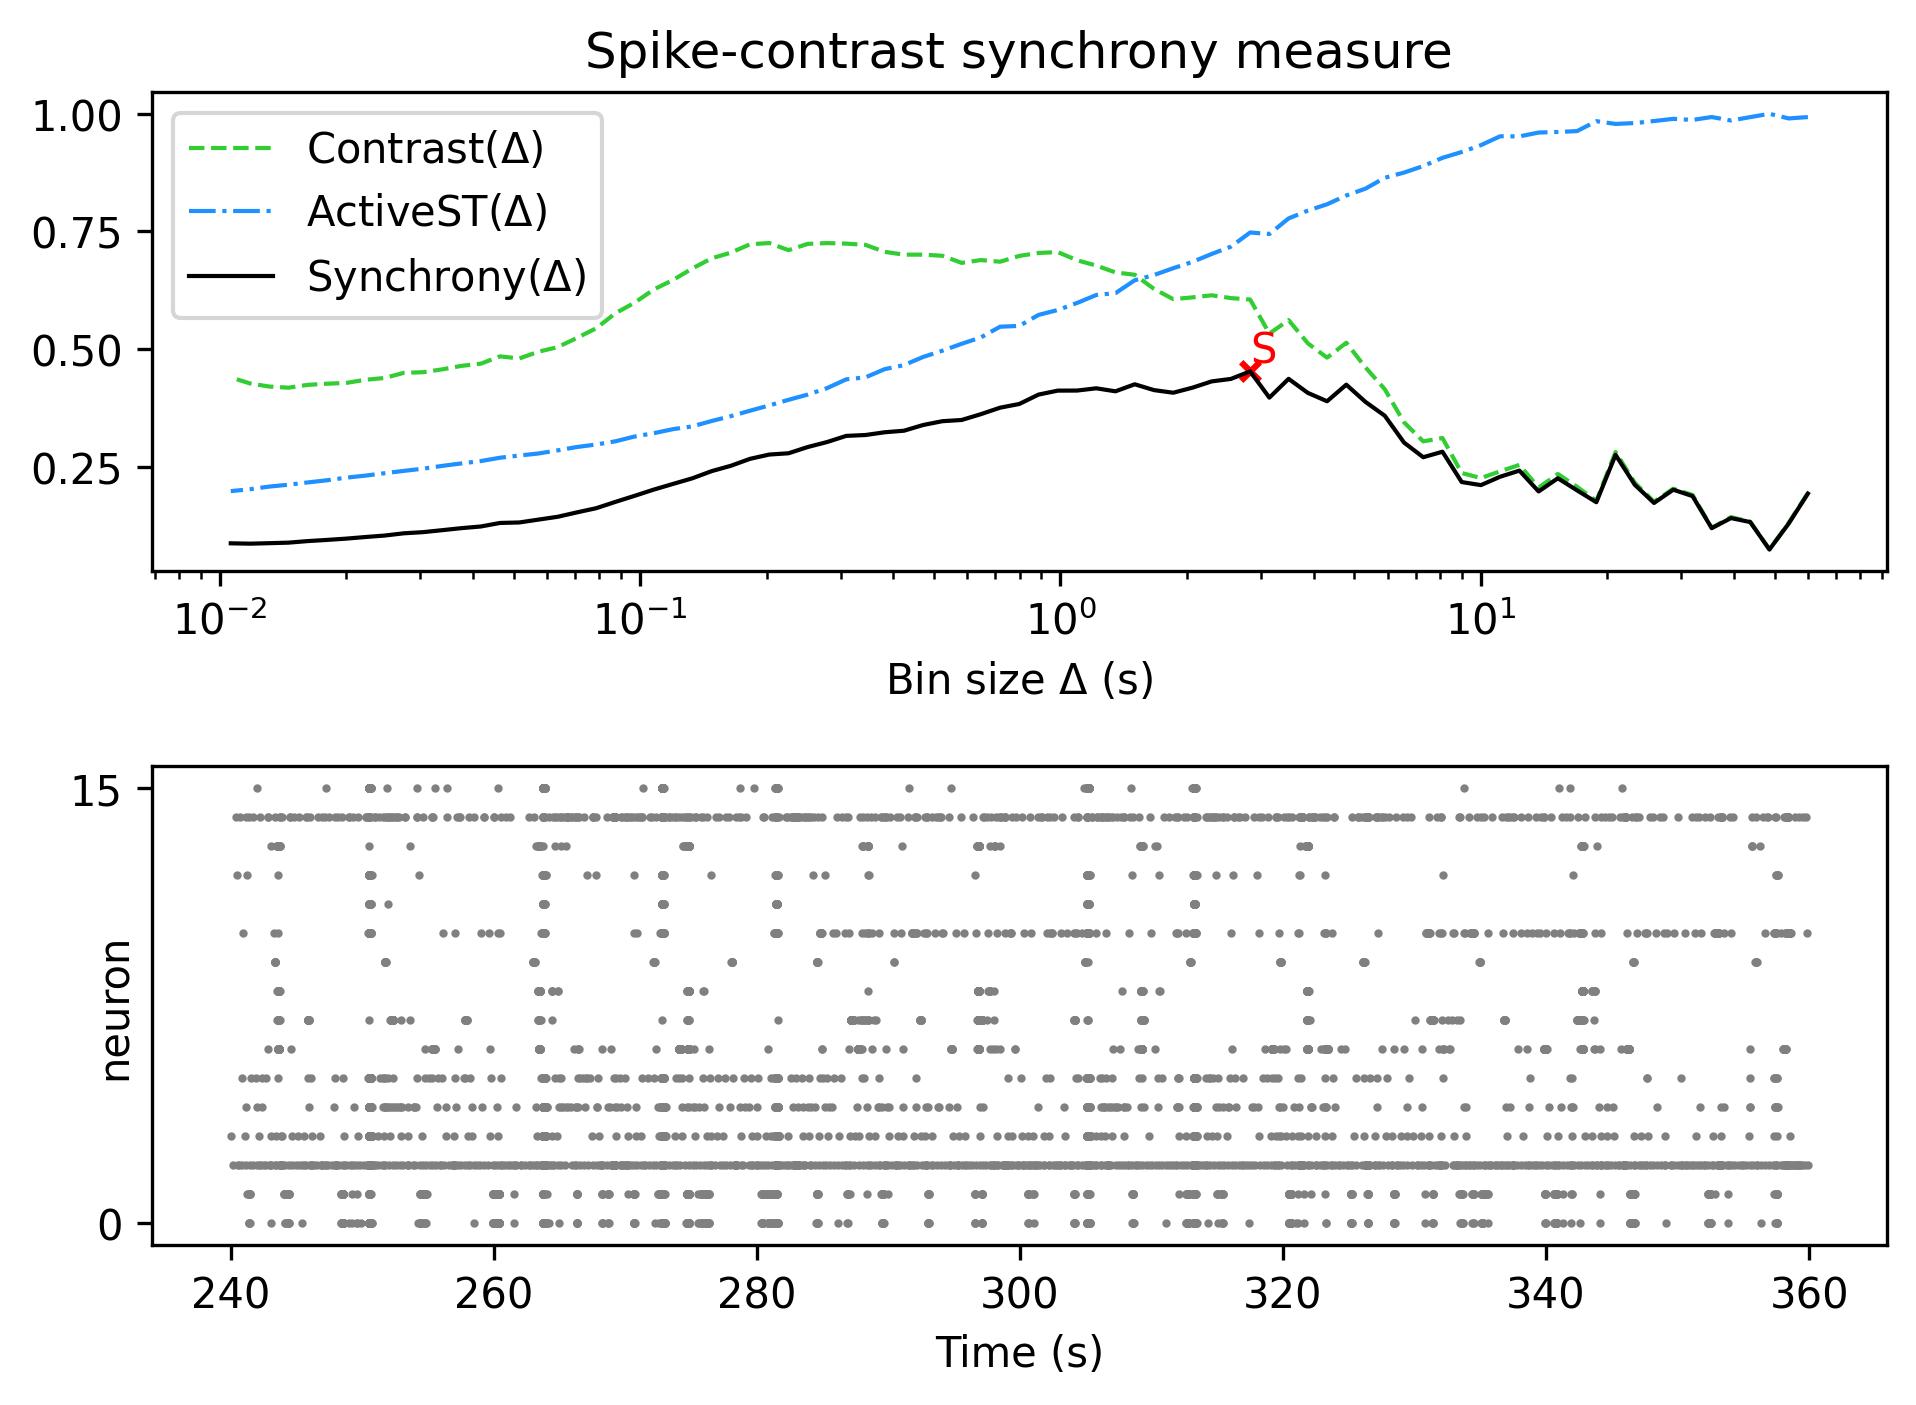 Spike-contrast synchrony measure
1.00
0.75
0.50
0.25
Contrast(Δ)
ActiveST(Δ)
Synchrony(Δ)
S
10⁻² 10⁻¹ 10⁰ 10¹
Bin size Δ (s)
15
0
neuron
240 260 280 300 320 340 360
Time (s)